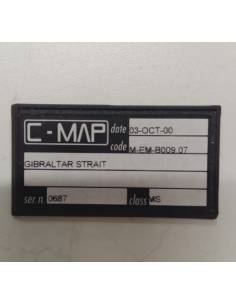 C-MAP date 03-OCT-00
code M-EM-B009.07
GIBRALTAR STRAIT
ser.n 0687 class MS